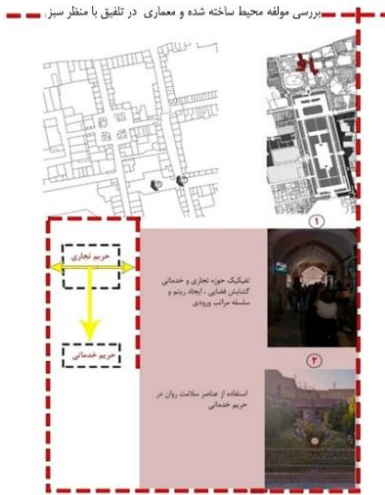 بررسی مولفه محیط ساخته شده و معماری در تلفیق با منظر سبز
۱
حریم تجاری
تفکیک حوزه تجاری و خدماتی
گشایش فضایی ، ایجاد ریتم و
سلسله مراتب ورودی
۲
حریم خدماتی
استفاده از عناصر سلامت روان در
حریم خدماتی